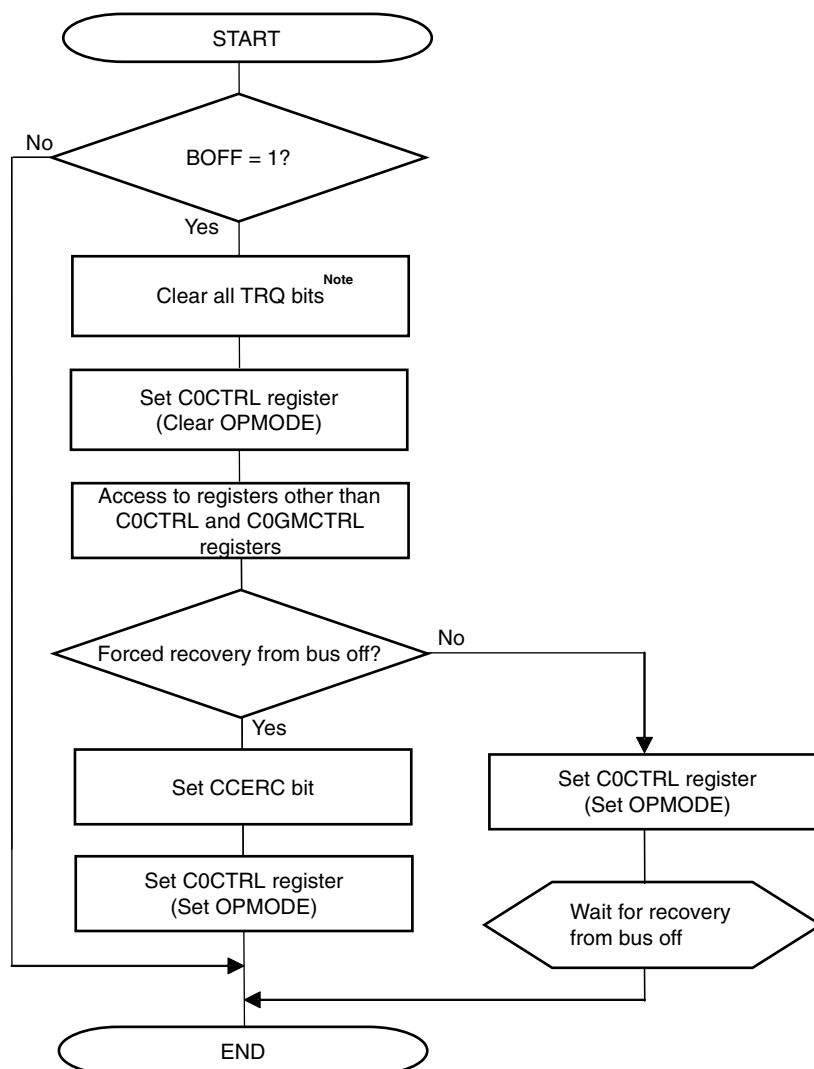 START
No
BOFF = 1?
Yes
Clear all TRQ bits Note
Set C0CTRL register
(Clear OPMODE)
Access to registers other than
C0CTRL and C0GMCTRL
registers
Forced recovery from bus off?
No
Yes
Set CCERC bit
Set C0CTRL register
(Set OPMODE)
Set C0CTRL register
(Set OPMODE)
Wait for recovery
from bus off
END